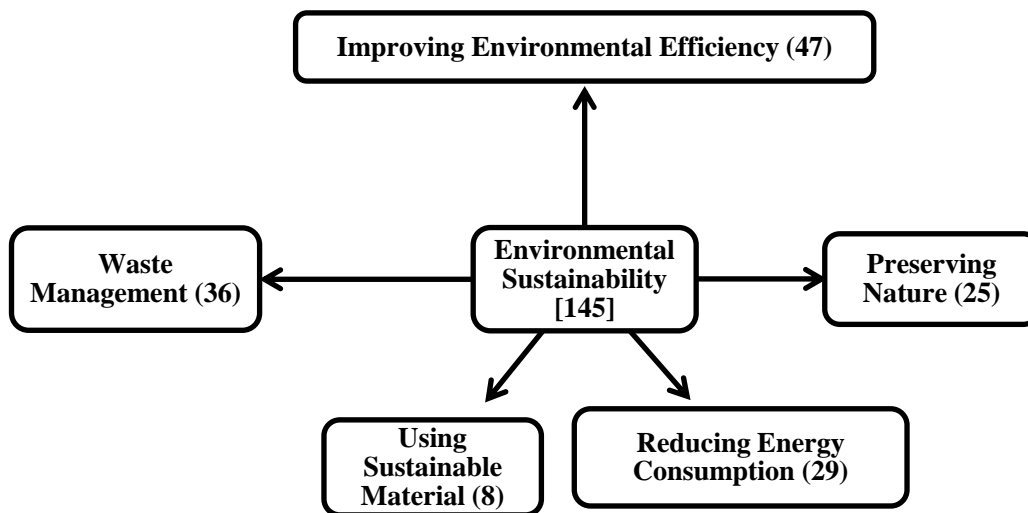 Improving Environmental Efficiency (47)
Waste
Management (36)
Environmental
Sustainability
[145]
Preserving
Nature (25)
Using
Sustainable
Material (8)
Reducing Energy
Consumption (29)